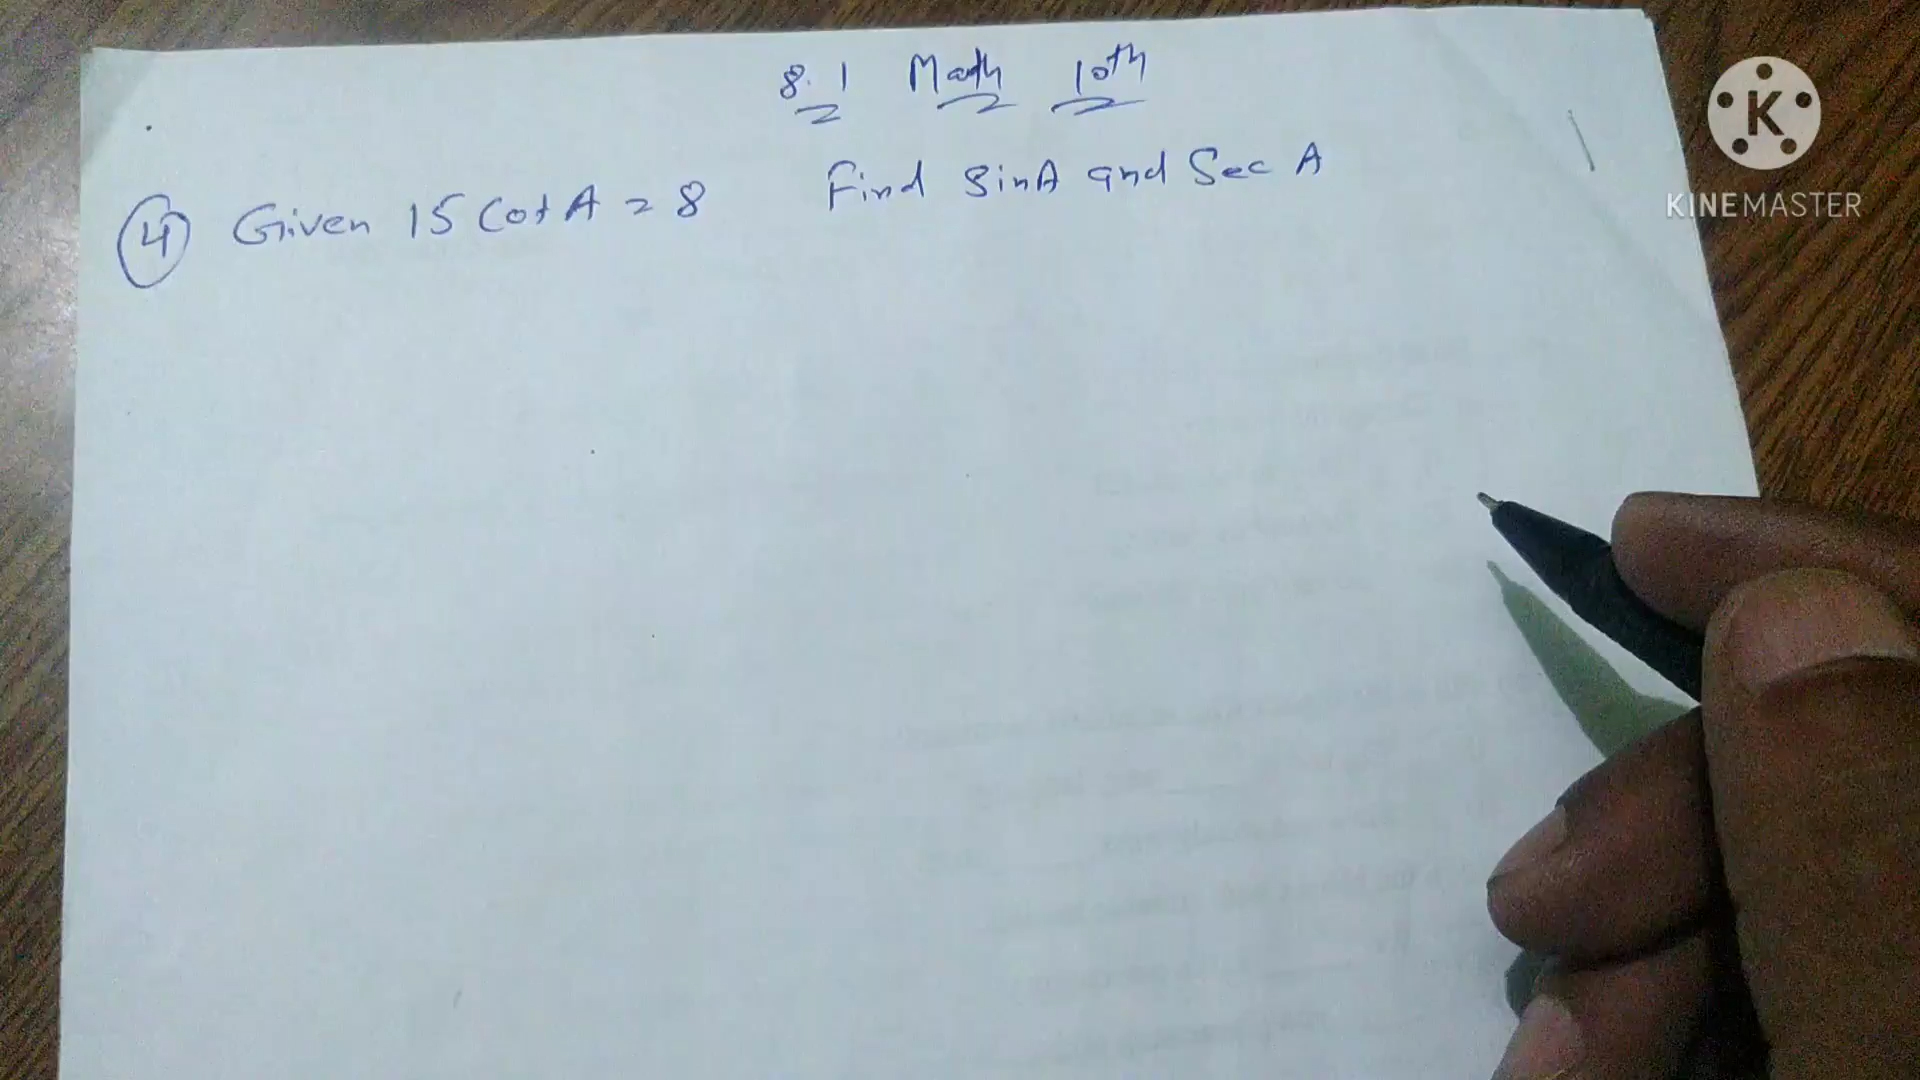 8.1 Math 10th
4 Given 15 Cot A = 8 Find SinA and Sec A
K
KINEMASTER